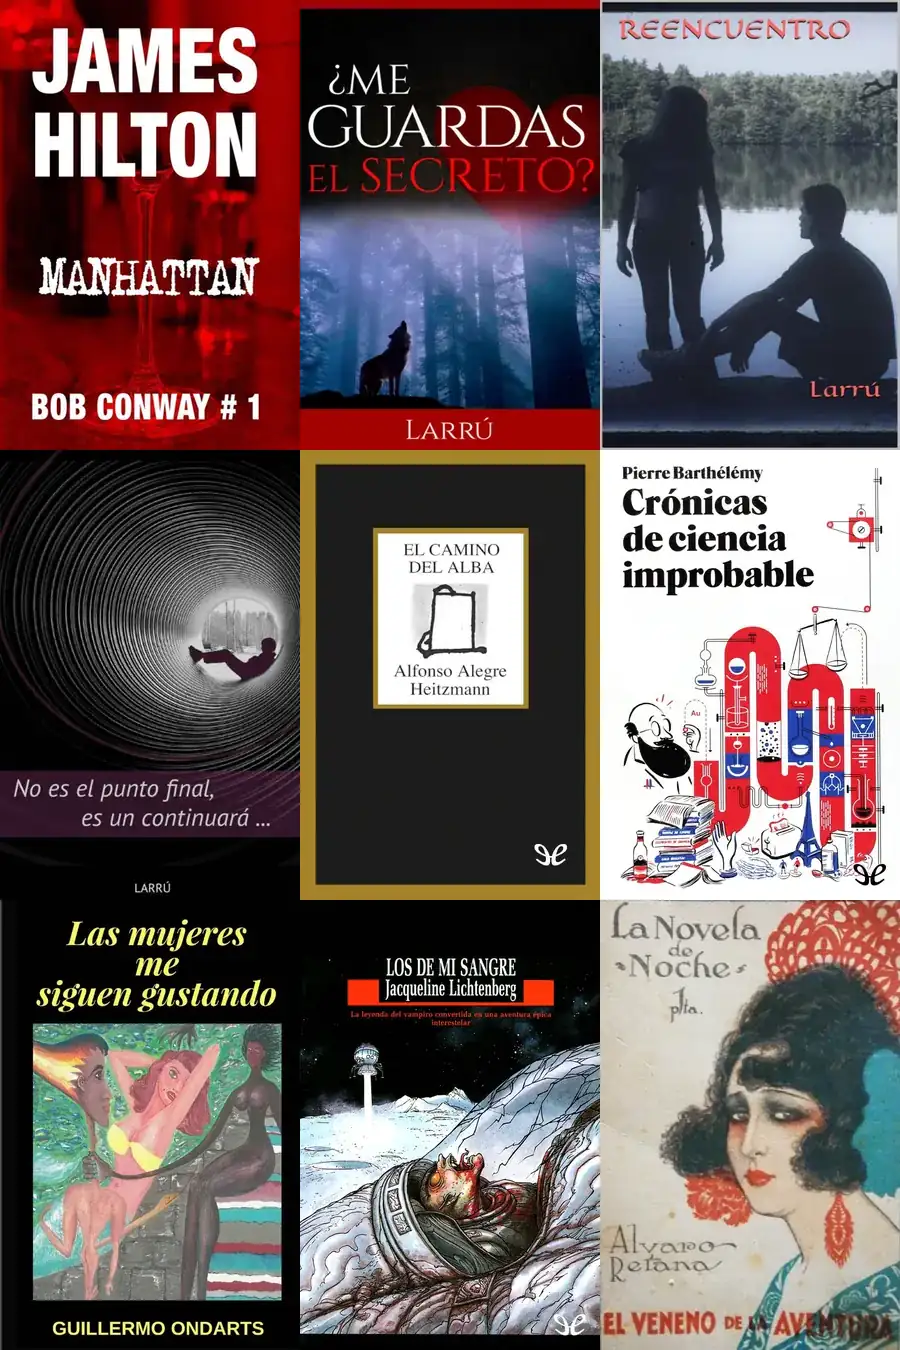 JAMES
HILTON
MANHATTAN
BOB CONWAY # 1
¿ME
GUARDAS
EL SECRETO?
LARRÚ
REENCUENTRO
Larrú
No es el punto final,
es un continuará ...
LARRÚ
EL CAMINO
DEL ALBA
Alfonso Alegre
Heitzmann
Pierre Barthélémy
Crónicas
de ciencia
improbable
Au
Las mujeres
me
siguen gustando
GUILLERMO ONDARTS
LOS DE MI SANGRE
Jacqueline Lichtenberg
La leyenda del vampiro convertida en una aventura épica
interestelar
La Novela
de
Noche
1 pta.
Alvaro
Retana
EL VENENO DE LA AVENTURA